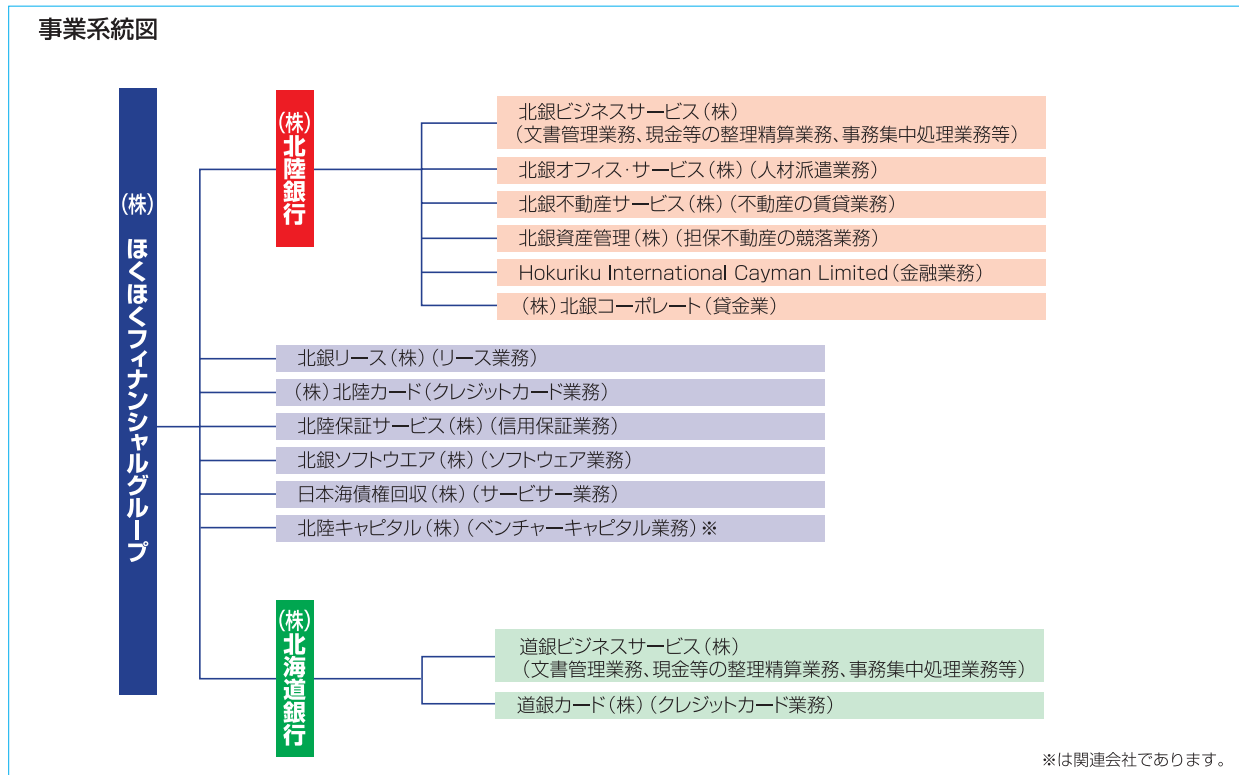 事業系統図
(株) ほくほくフィナンシャルグループ
(株)北陸銀行
北銀ビジネスサービス(株)
(文書管理業務、現金等の整理精算業務、事務集中処理業務等)
北銀オフィス・サービス(株)(人材派遣業務)
北銀不動産サービス(株)(不動産の賃貸業務)
北銀資産管理(株)(担保不動産の競落業務)
Hokuriku International Cayman Limited(金融業務)
(株)北銀コーポレート(貸金業)
北銀リース(株)(リース業務)
(株)北陸カード(クレジットカード業務)
北陸保証サービス(株)(信用保証業務)
北銀ソフトウエア(株)(ソフトウェア業務)
日本海債権回収(株)(サービサー業務)
北陸キャピタル(株)(ベンチャーキャピタル業務)※
(株)北海道銀行
道銀ビジネスサービス(株)
(文書管理業務、現金等の整理精算業務、事務集中処理業務等)
道銀カード(株)(クレジットカード業務)
※は関連会社であります。